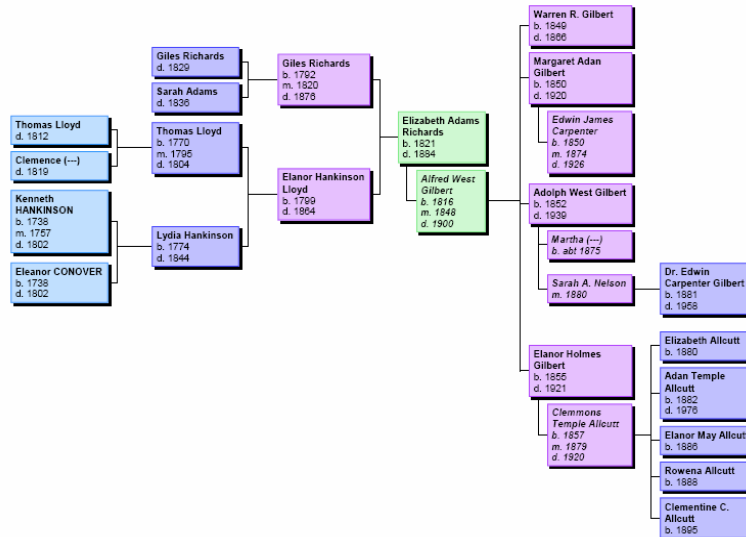 Giles Richards
d. 1829
Sarah Adams
d. 1836
Thomas Lloyd
d. 1812
Clemence (---)
d. 1819
Kenneth
HANKINSON
b. 1738
m. 1757
d. 1802
Eleanor CONOVER
b. 1738
d. 1802
Thomas Lloyd
b. 1770
m. 1795
d. 1804
Lydia Hankinson
b. 1774
d. 1844
Giles Richards
b. 1792
m. 1820
d. 1876
Elanor Hankinson
Lloyd
b. 1799
d. 1864
Elizabeth Adams
Richards
b. 1821
d. 1884
Alfred West
Gilbert
b. 1816
m. 1848
d. 1900
Warren R. Gilbert
b. 1849
d. 1866
Margaret Adan
Gilbert
b. 1850
d. 1920
Edwin James
Carpenter
b. 1850
m. 1874
d. 1926
Adolph West Gilbert
b. 1852
d. 1939
Martha (---)
b. abt 1875
Sarah A. Nelson
m. 1880
Dr. Edwin
Carpenter Gilbert
b. 1881
d. 1958
Elanor Holmes
Gilbert
b. 1855
d. 1921
Clemmons
Temple Allcutt
b. 1857
m. 1879
d. 1920
Elizabeth Allcutt
b. 1880
Adan Temple
Allcutt
b. 1882
d. 1976
Elanor May Allcutt
b. 1886
Rowena Allcutt
b. 1888
Clementine C.
Allcutt
b. 1895